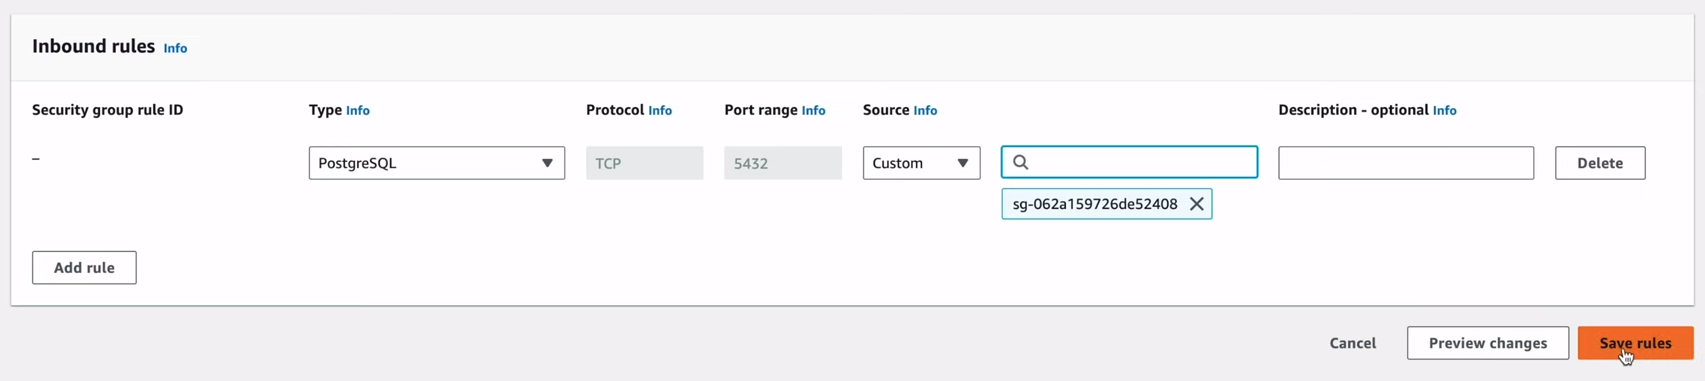 Inbound rules Info
Security group rule ID Type Info Protocol Info Port range Info Source Info Description - optional Info
– PostgreSQL TCP 5432 Custom Delete
sg-062a159726de52408
Add rule
Cancel Preview changes Save rules